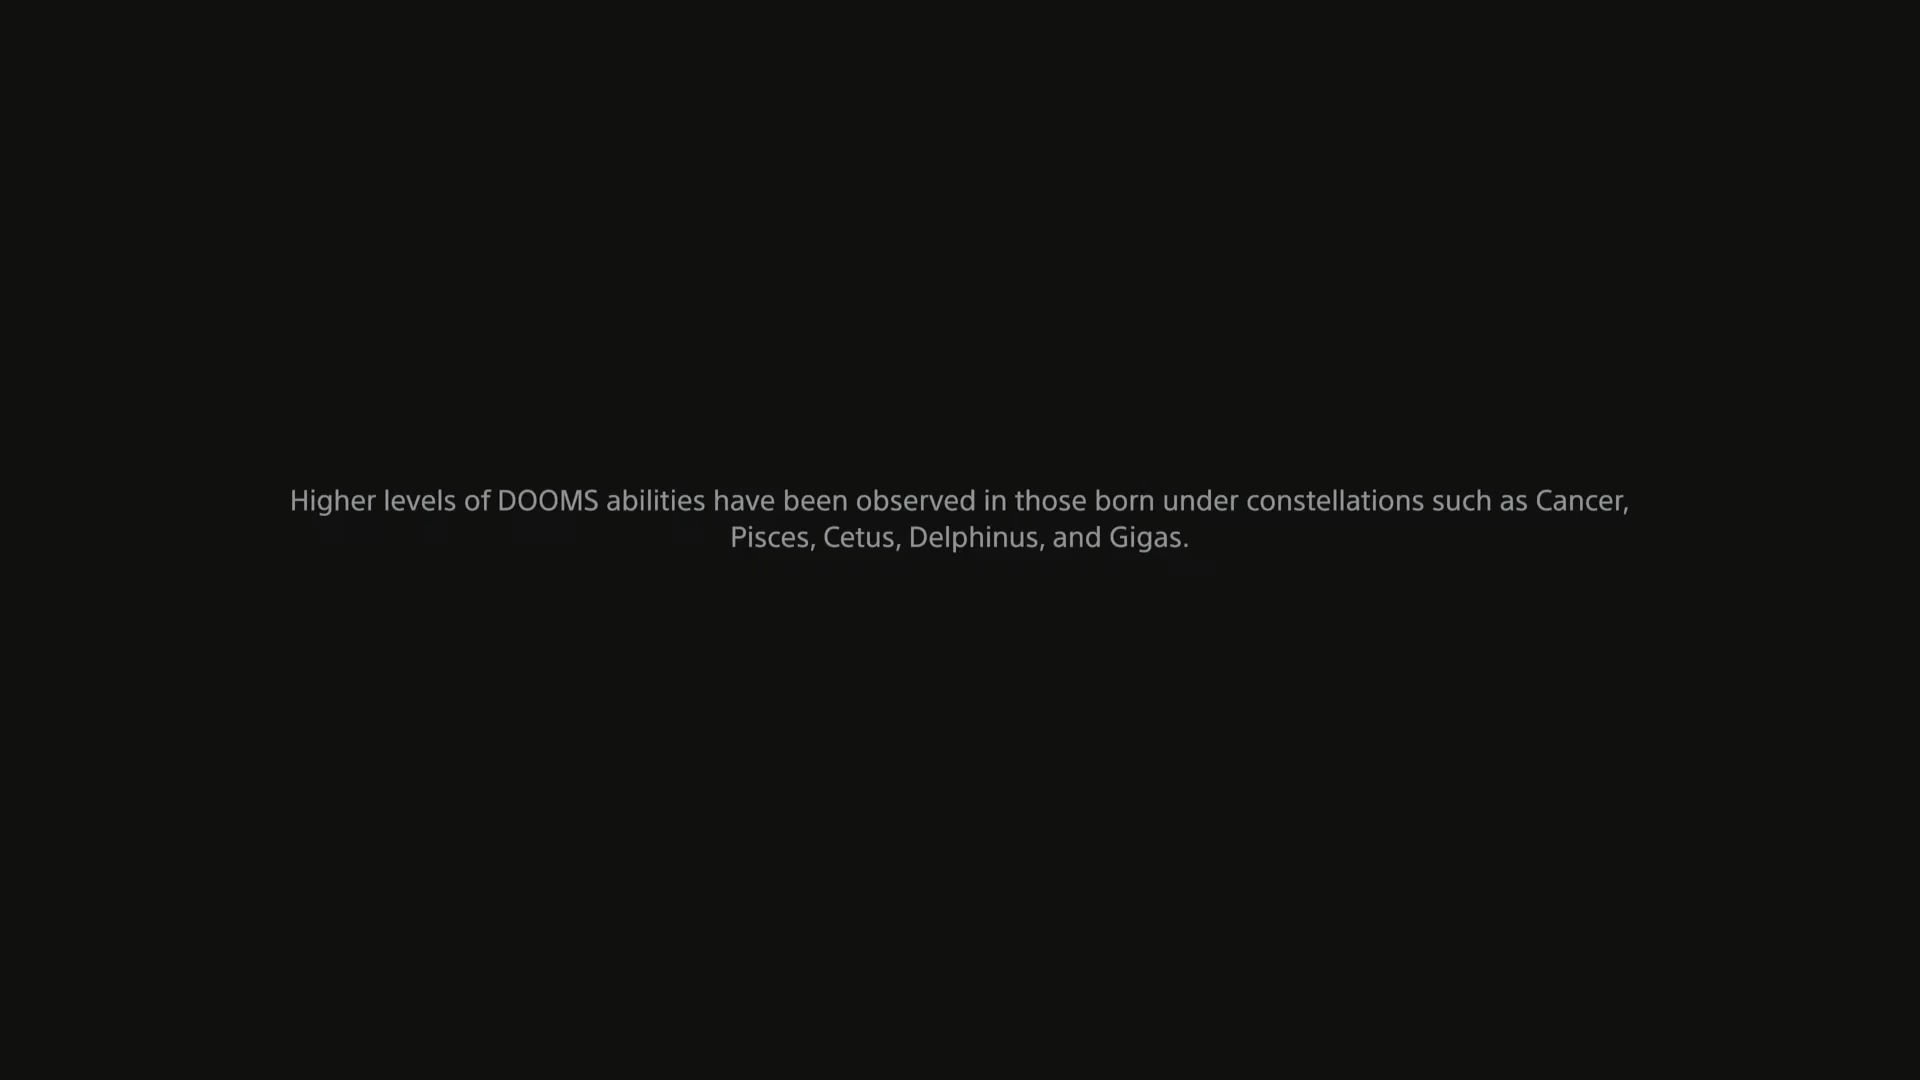 Higher levels of DOOMS abilities have been observed in those born under constellations such as Cancer,
Pisces, Cetus, Delphinus, and Gigas.